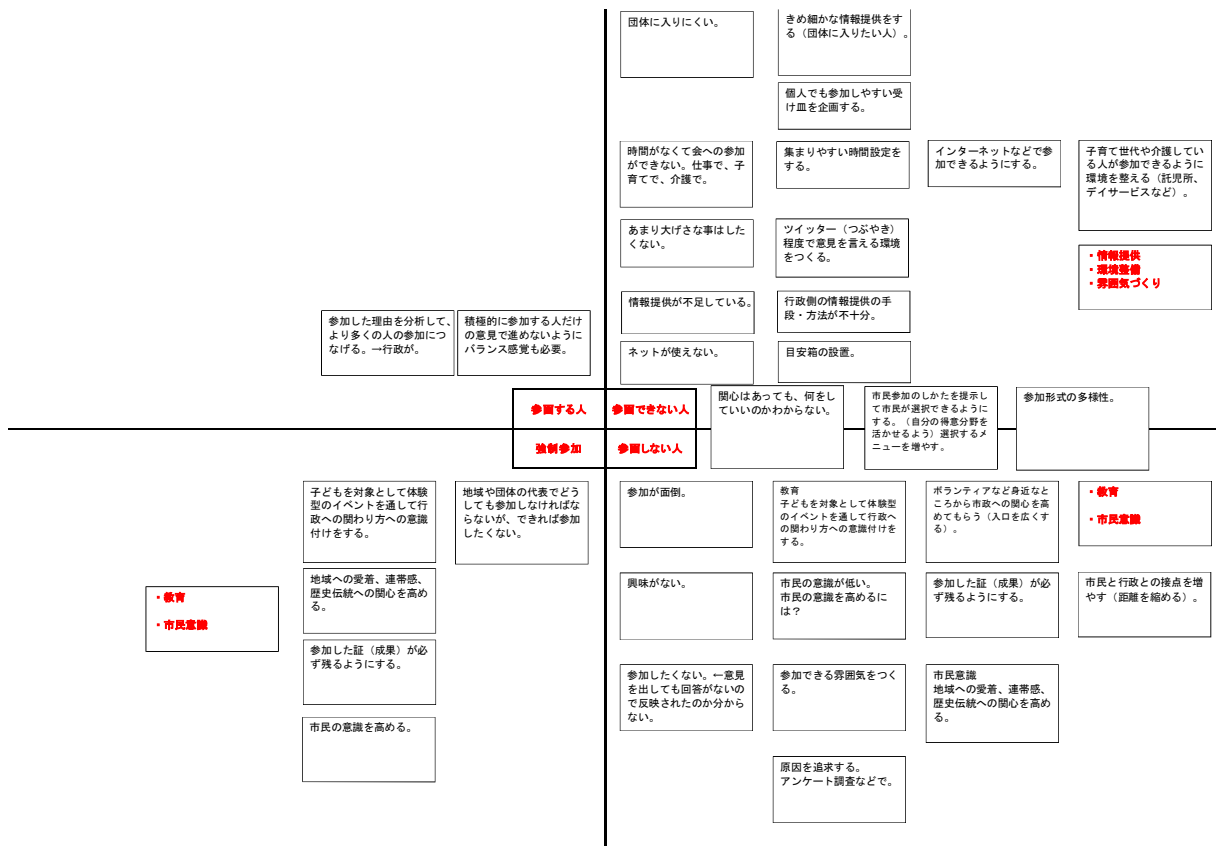 団体に入りにくい。
きめ細かな情報提供をす
る（団体に入りたい人）。
個人でも参加しやすい受
け皿を企画する。
時間がなくて会への参加
ができない。仕事で、子
育てで、介護で。
集まりやすい時間設定を
する。
インターネットなどで参
加できるようにする。
子育て世代や介護してい
る人が参加できるように
環境を整える（託児所、
デイサービスなど）。
あまり大げさな事はした
くない。
ツイッター（つぶやき）
程度で意見を言える環境
をつくる。
・情報提供
・環境整備
・雰囲気づくり
情報提供が不足している。
行政側の情報提供の手
段・方法が不十分。
参加した理由を分析して、
より多くの人の参加につ
なげる。→行政が。
積極的に参加する人だけ
の意見で進めないように
バランス感覚も必要。
ネットが使えない。
目安箱の設置。
参画する人
参画できない人
強制参加
参画しない人
関心はあっても、何をし
ていいのかわからない。
市民参加のしかたを提示し
て市民が選択できるように
する。（自分の得意分野を
活かせるよう）選択するメ
ニューを増やす。
参加形式の多様性。
子どもを対象として体験
型のイベントを通して行
政への関わり方への意識
付けをする。
地域や団体の代表でどう
しても参加しなければな
らないが、できれば参加
したくない。
参加が面倒。
教育
子どもを対象として体験型
のイベントを通して行政へ
の関わり方への意識付けを
する。
ボランティアなど身近なと
ころから市政への関心を高
めてもらう（入口を広くす
る）。
・教育
・市民意識
・教育
・市民意識
地域への愛着、連帯感、
歴史伝統への関心を高め
る。
興味がない。
市民の意識が低い。
市民の意識を高めるに
は？
参加した証（成果）が必
ず残るようにする。
市民と行政との接点を増
やす（距離を縮める）。
参加した証（成果）が必
ず残るようにする。
参加したくない。←意見
を出しても回答がないの
で反映されたのか分から
ない。
参加できる雰囲気をつく
る。
市民意識
地域への愛着、連帯感、
歴史伝統への関心を高め
る。
市民の意識を高める。
原因を追求する。
アンケート調査などで。